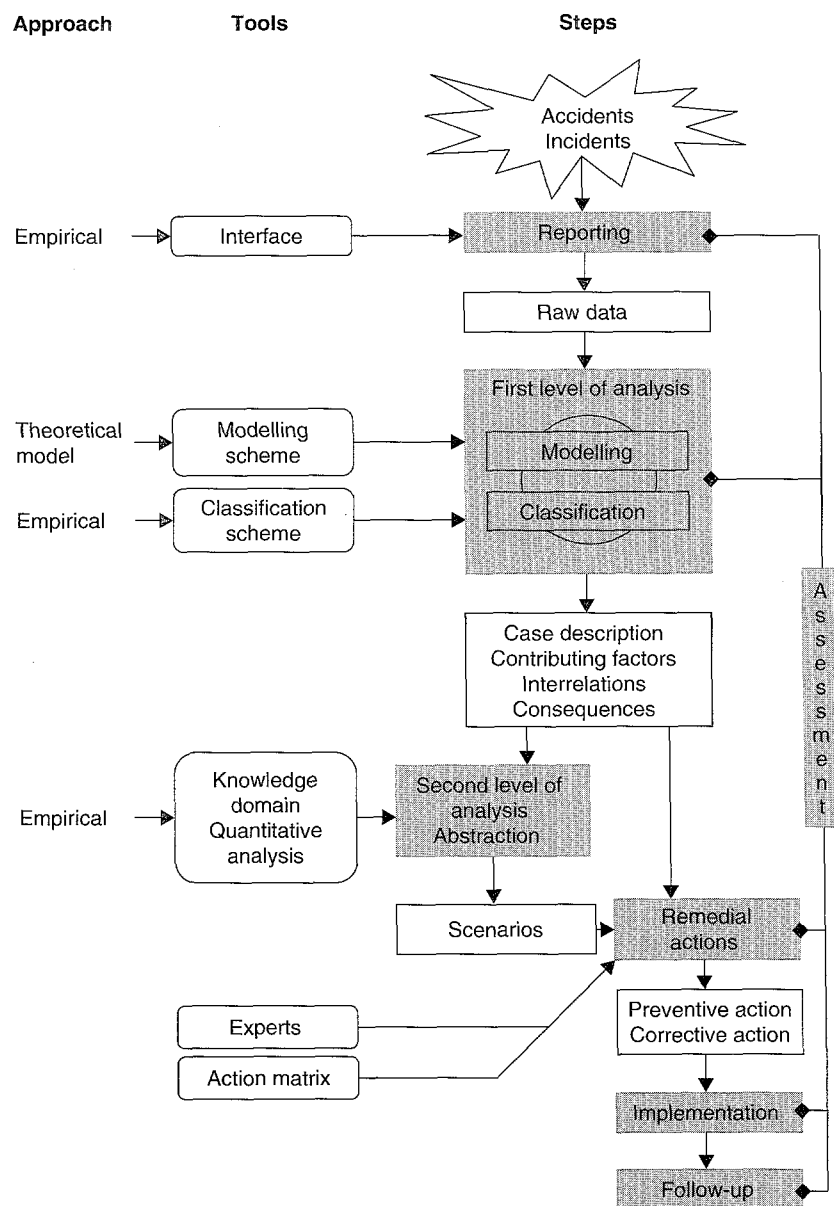 Approach
Tools
Steps
Accidents
Incidents
Empirical
Interface
Reporting
Raw data
First level of analysis
Theoretical
model
Modelling
scheme
Modelling
Empirical
Classification
scheme
Classification
Assessment
Case description
Contributing factors
Interrelations
Consequences
Empirical
Knowledge
domain
Quantitative
analysis
Second level of
analysis
Abstraction
Scenarios
Remedial
actions
Experts
Action matrix
Preventive action
Corrective action
Implementation
Follow-up